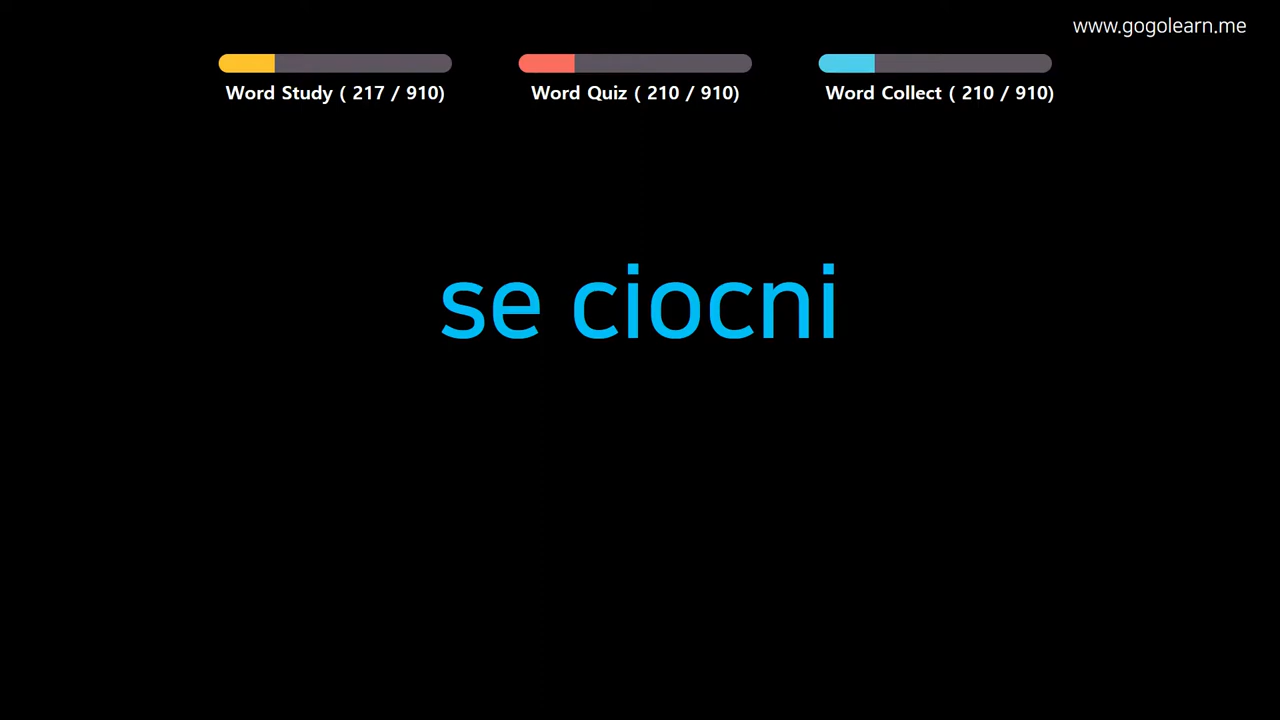 www.gogolearn.me
Word Study ( 217 / 910)
Word Quiz ( 210 / 910)
Word Collect ( 210 / 910)
se ciocni